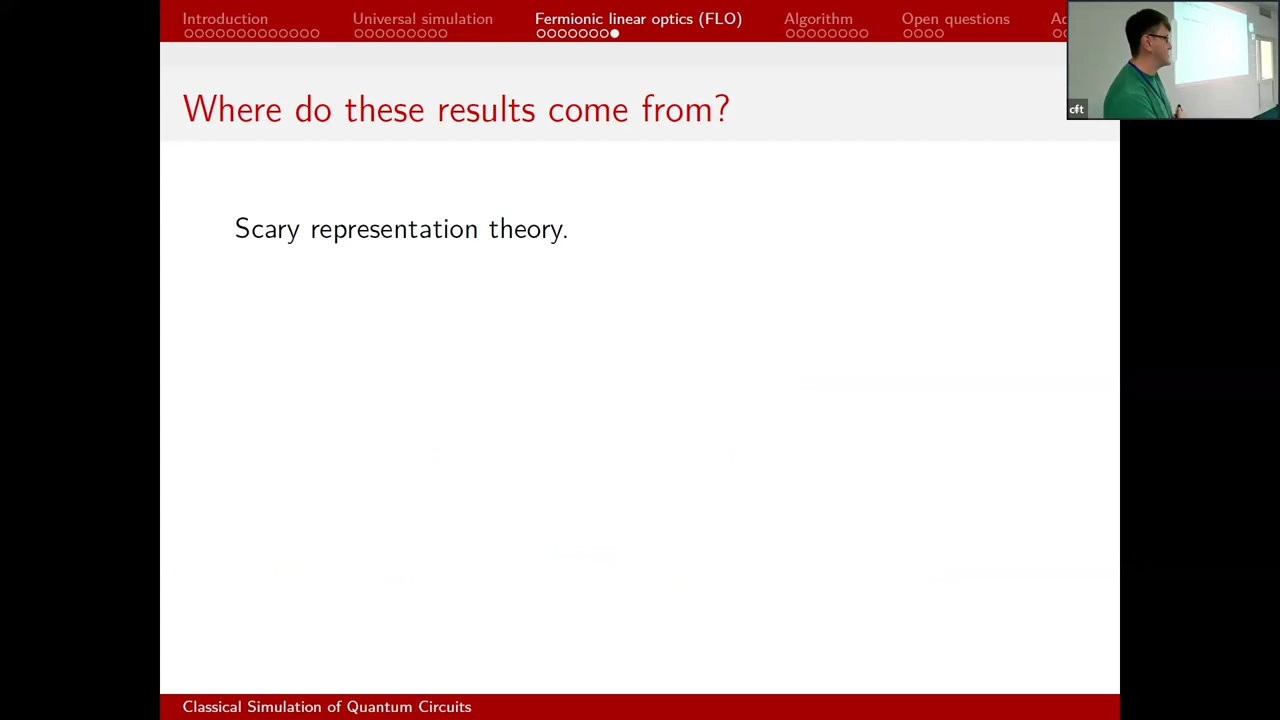 Introduction
Universal simulation
Fermionic linear optics (FLO)
Algorithm
Open questions
cft
Where do these results come from?
Scary representation theory.
Classical Simulation of Quantum Circuits